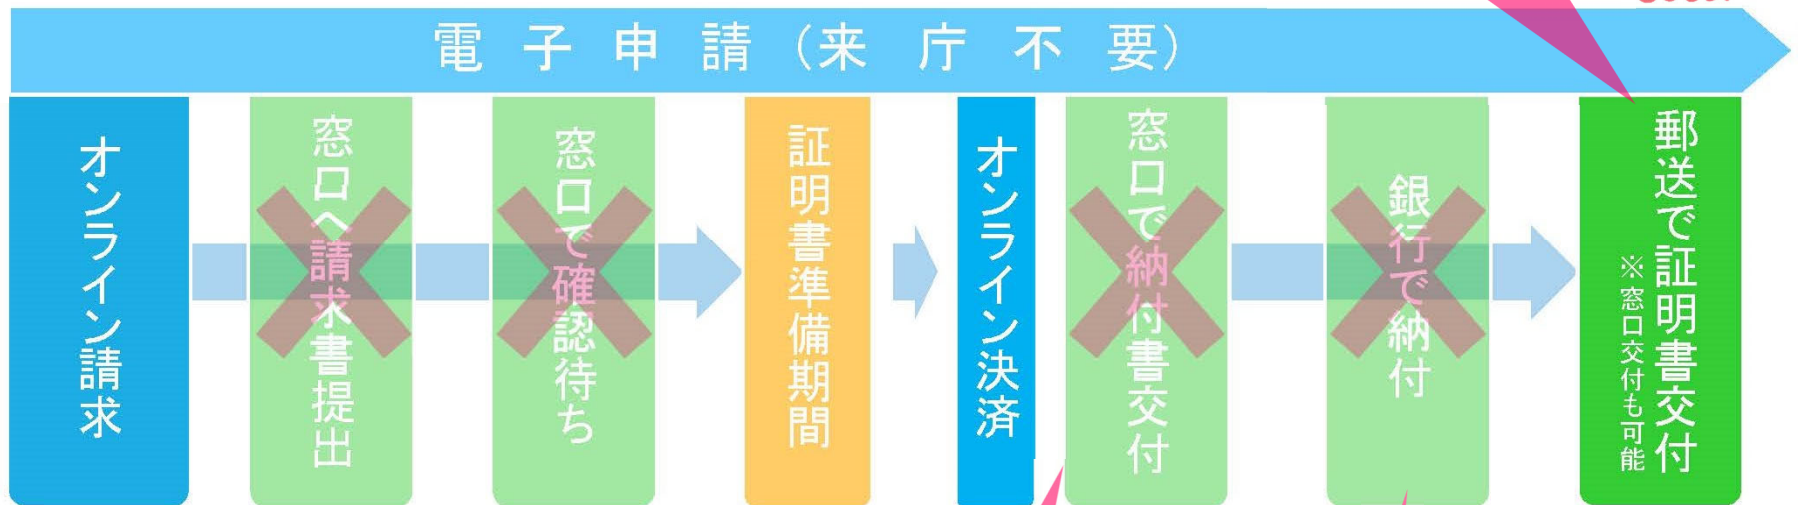 電子申請（来庁不要）
オンライン請求
窓口へ請求書提出
窓口で確認待ち
証明書準備期間
オンライン決済
窓口で納付書交付
銀行で納付
郵送で証明書交付
※窓口交付も可能